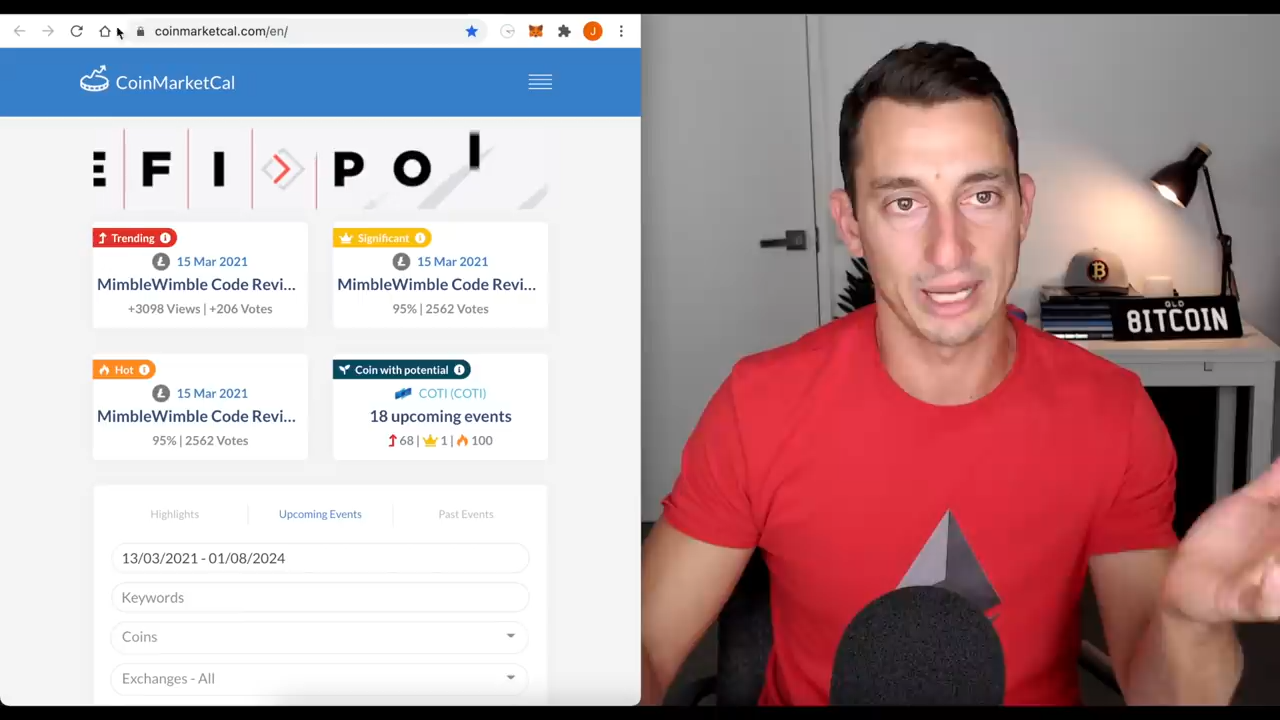 coinmarketcal.com/en/
J
CoinMarketCal
E F I > P O I
Trending
15 Mar 2021
MimbleWimble Code Revi...
+3098 Views | +206 Votes
Significant
15 Mar 2021
MimbleWimble Code Revi...
95% | 2562 Votes
Hot
15 Mar 2021
MimbleWimble Code Revi...
95% | 2562 Votes
Coin with potential
COTI (COTI)
18 upcoming events
68 | 1 | 100
Highlights
Upcoming Events
Past Events
13/03/2021 - 01/08/2024
Keywords
Coins
Exchanges - All
QLD
8ITCOIN